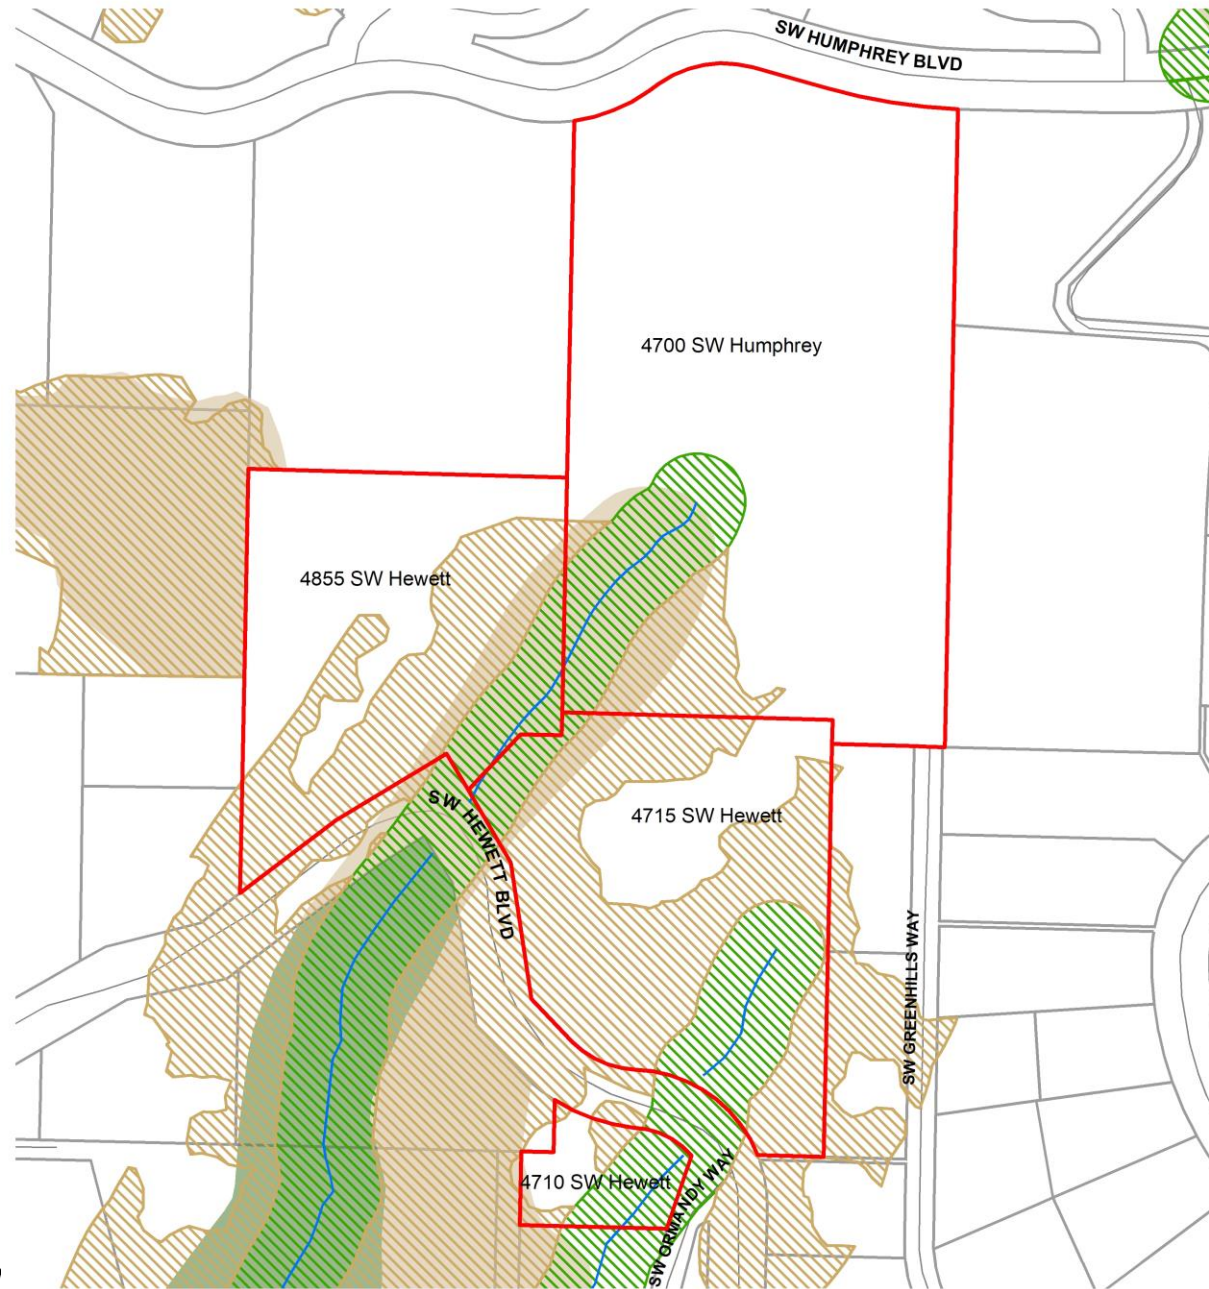 SW HUMPHREY BLVD
4700 SW Humphrey
4855 SW Hewett
SW HEWETT BLVD
4715 SW Hewett
SW GREENHILLS WAY
4710 SW Hewett
SW ORMANDY WAY